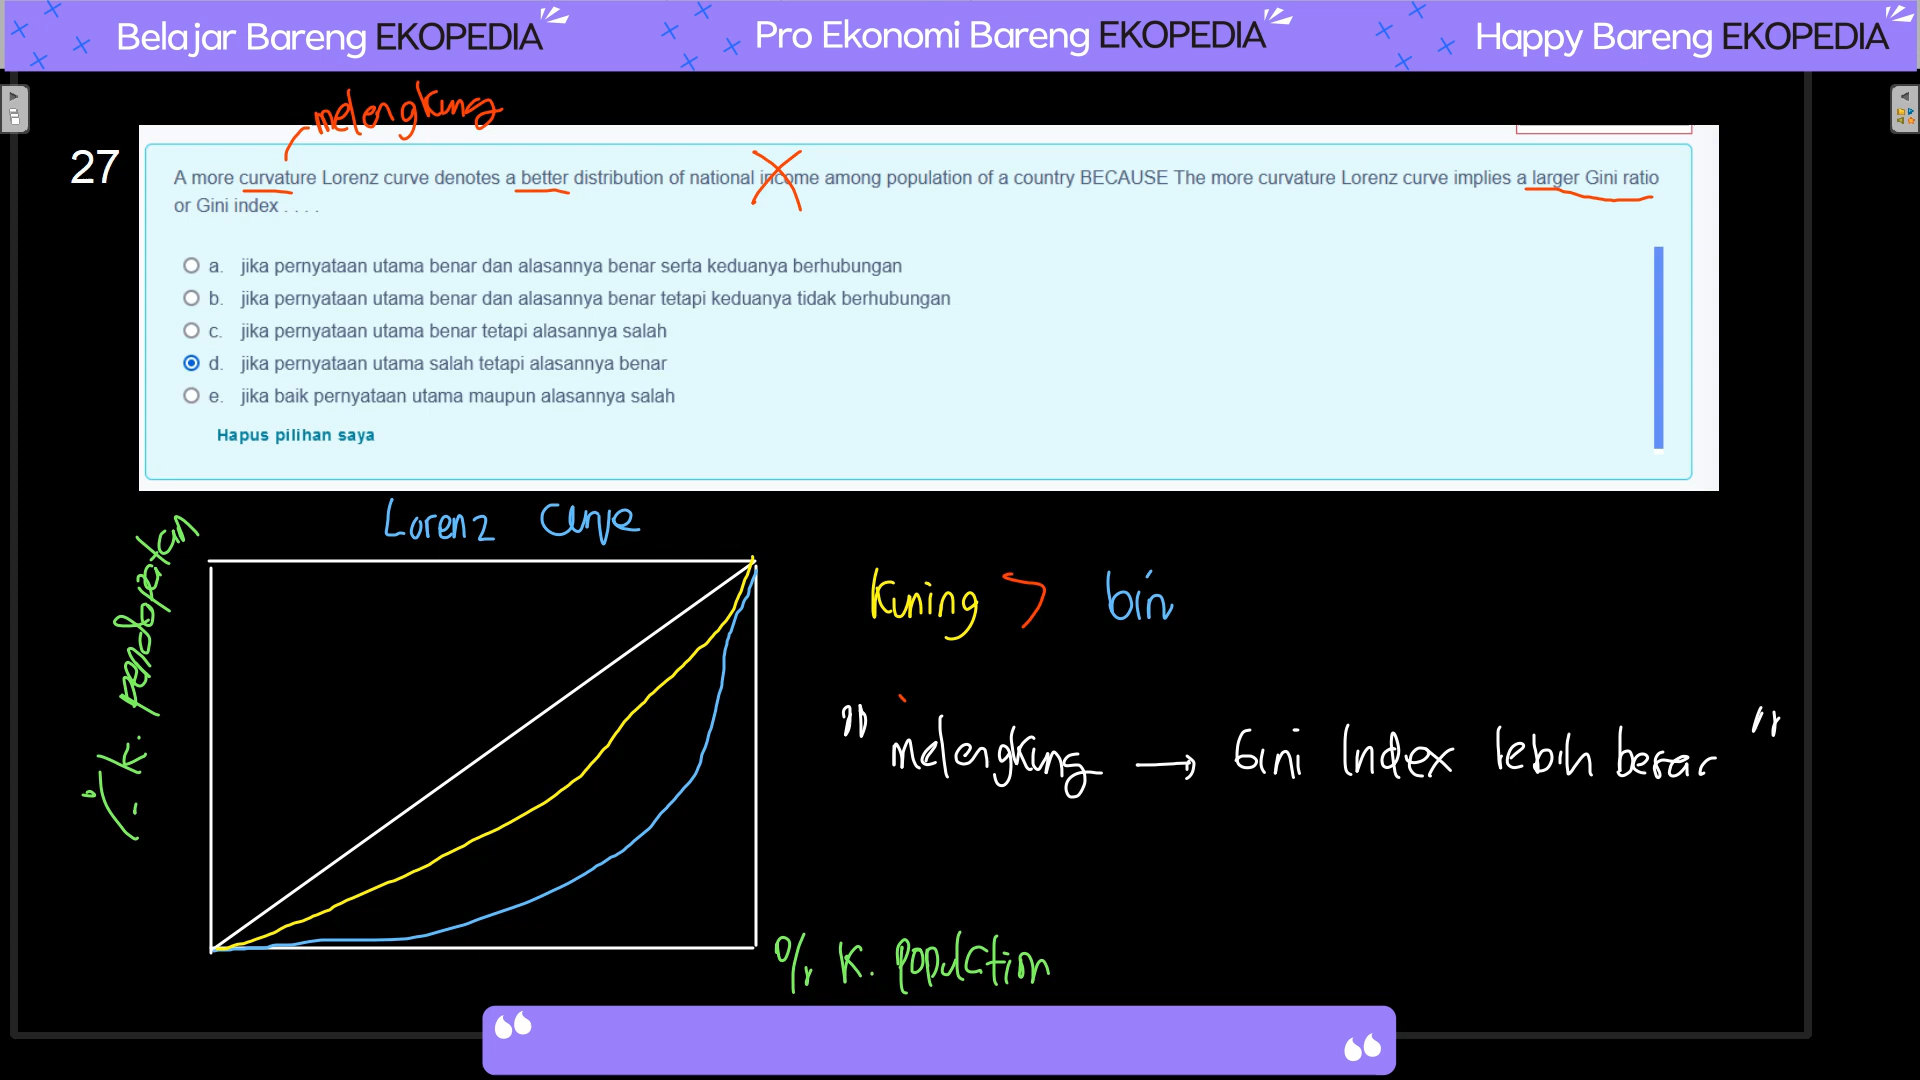 Belajar Bareng EKOPEDIA
Pro Ekonomi Bareng EKOPEDIA
Happy Bareng EKOPEDIA
melengkung
27
A more curvature Lorenz curve denotes a better distribution of national income among population of a country BECAUSE The more curvature Lorenz curve implies a larger Gini ratio
or Gini index . . . .
a. jika pernyataan utama benar dan alasannya benar serta keduanya berhubungan
b. jika pernyataan utama benar dan alasannya benar tetapi keduanya tidak berhubungan
c. jika pernyataan utama benar tetapi alasannya salah
d. jika pernyataan utama salah tetapi alasannya benar
e. jika baik pernyataan utama maupun alasannya salah
Hapus pilihan saya
Lorenz Curve
% K. pendapatan
kuning > biru
" melengkung → Gini Index lebih besar "
% K. population